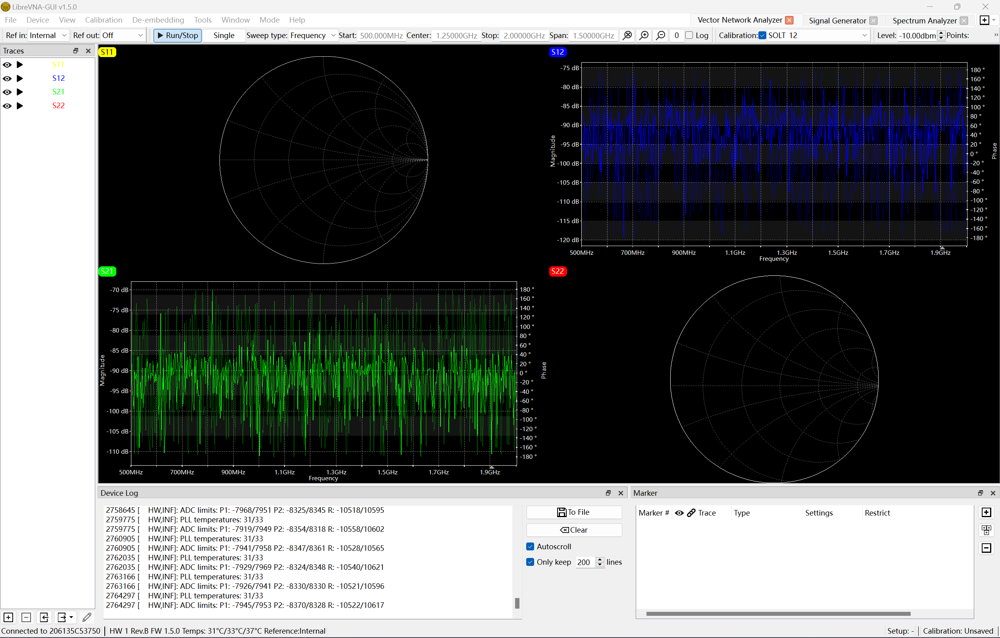 LibreVNA-GUI v1.5.0
File Device View Calibration De-embedding Tools Window Mode Help
Vector Network Analyzer Signal Generator Spectrum Analyzer
Ref in: Internal Ref out: Off Run/Stop Single Sweep type: Frequency Start: 500.000MHz Center: 1.25000GHz Stop: 2.00000GHz Span: 1.50000GHz 0 Log Calibration: SOLT 12 Level: -10.00dbm Points: »
Traces
S11
S12
S21
S22
S11
S12
-75 dB
-80 dB
-85 dB
-90 dB
-95 dB
-100 dB
-105 dB
-110 dB
-115 dB
-120 dB
Magnitude
180 °
160 °
140 °
120 °
100 °
80 °
60 °
40 °
20 °
0 °
-20 °
-40 °
-60 °
-80 °
-100 °
-120 °
-140 °
-160 °
-180 °
Phase
500MHz 700MHz 900MHz 1.1GHz 1.3GHz 1.5GHz 1.7GHz 1.9GHz
Frequency
S21
-70 dB
-75 dB
-80 dB
-85 dB
-90 dB
-95 dB
-100 dB
-105 dB
-110 dB
Magnitude
180 °
160 °
140 °
120 °
100 °
80 °
60 °
40 °
20 °
0 °
-20 °
-40 °
-60 °
-80 °
-100 °
-120 °
-140 °
-160 °
-180 °
Phase
500MHz 700MHz 900MHz 1.1GHz 1.3GHz 1.5GHz 1.7GHz 1.9GHz
Frequency
S22
Device Log
2758645 [ HW,INF]: ADC limits: P1: -7968/7951 P2: -8325/8345 R: -10518/10595
2759775 [ HW,INF]: PLL temperatures: 31/33
2759775 [ HW,INF]: ADC limits: P1: -7919/7949 P2: -8354/8318 R: -10558/10602
2760905 [ HW,INF]: PLL temperatures: 31/33
2760905 [ HW,INF]: ADC limits: P1: -7941/7958 P2: -8347/8361 R: -10528/10565
2762035 [ HW,INF]: PLL temperatures: 31/33
2762035 [ HW,INF]: ADC limits: P1: -7929/7969 P2: -8324/8348 R: -10540/10621
2763166 [ HW,INF]: PLL temperatures: 31/33
2763166 [ HW,INF]: ADC limits: P1: -7926/7941 P2: -8330/8330 R: -10521/10596
2764297 [ HW,INF]: PLL temperatures: 31/33
2764297 [ HW,INF]: ADC limits: P1: -7945/7953 P2: -8370/8328 R: -10522/10617
To File
Clear
Autoscroll
Only keep 200 lines
Marker
Marker # Trace Type Settings Restrict
Connected to 206135C53750 HW 1 Rev.B FW 1.5.0 Temps: 31°C/33°C/37°C Reference:Internal
Setup: - Calibration: Unsaved